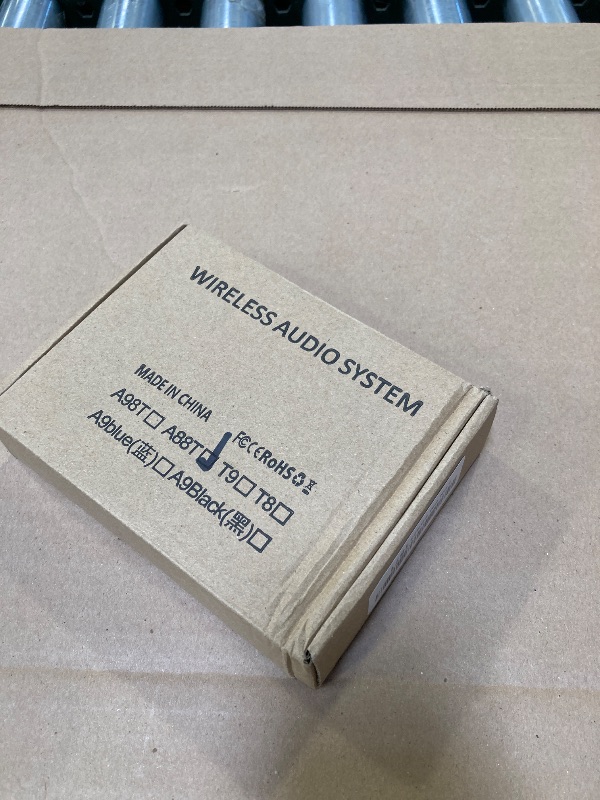 WIRELESS AUDIO SYSTEM
MADE IN CHINA
FC CE RoHS
A98T A88T T9 T8
A9blue(蓝) A9Black(黑)